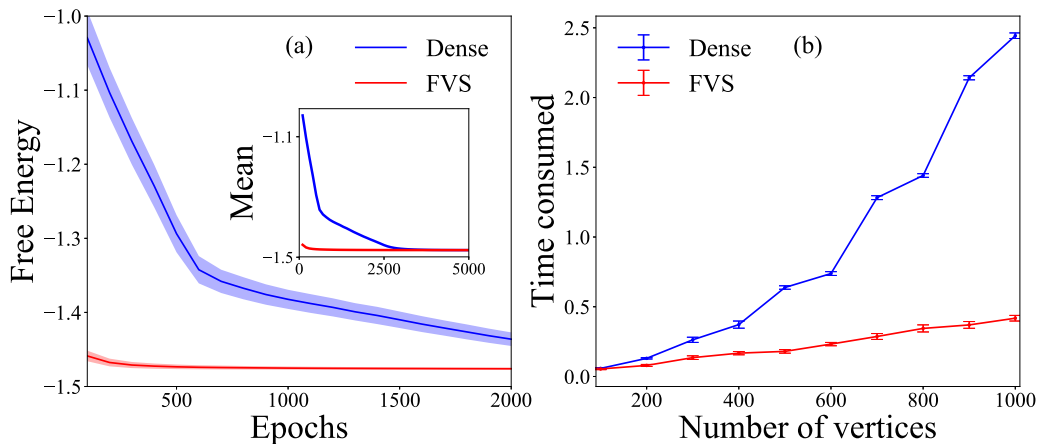 −1.0
−1.1
−1.2
−1.3
−1.4
−1.5
Free Energy
500
1000
1500
2000
Epochs
(a)
Dense
FVS
−1.1
−1.5
Mean
0
2500
5000
2.5
2.0
1.5
1.0
0.5
0.0
Time consumed
200
400
600
800
1000
Number of vertices
Dense
FVS
(b)